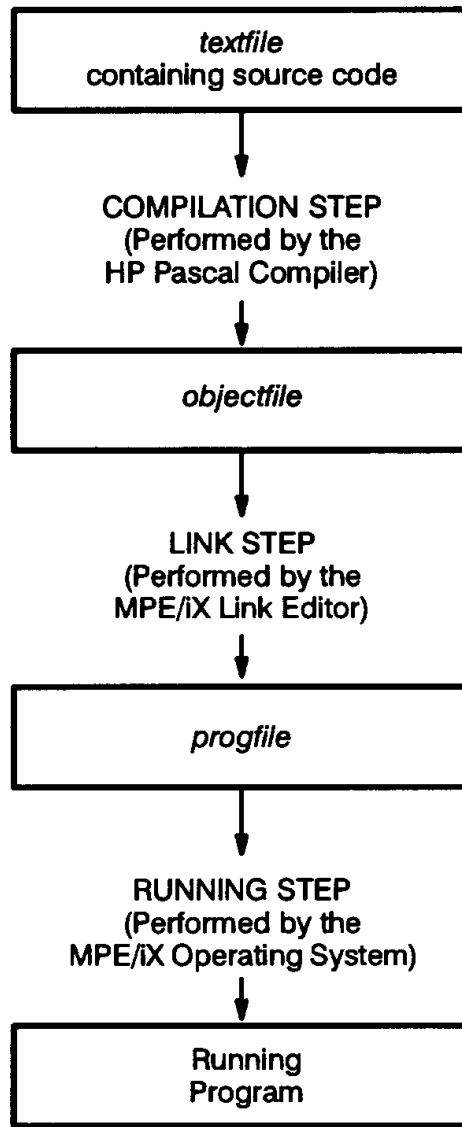 textfile
containing source code
COMPILATION STEP
(Performed by the
HP Pascal Compiler)
objectfile
LINK STEP
(Performed by the
MPE/iX Link Editor)
progfile
RUNNING STEP
(Performed by the
MPE/iX Operating System)
Running
Program